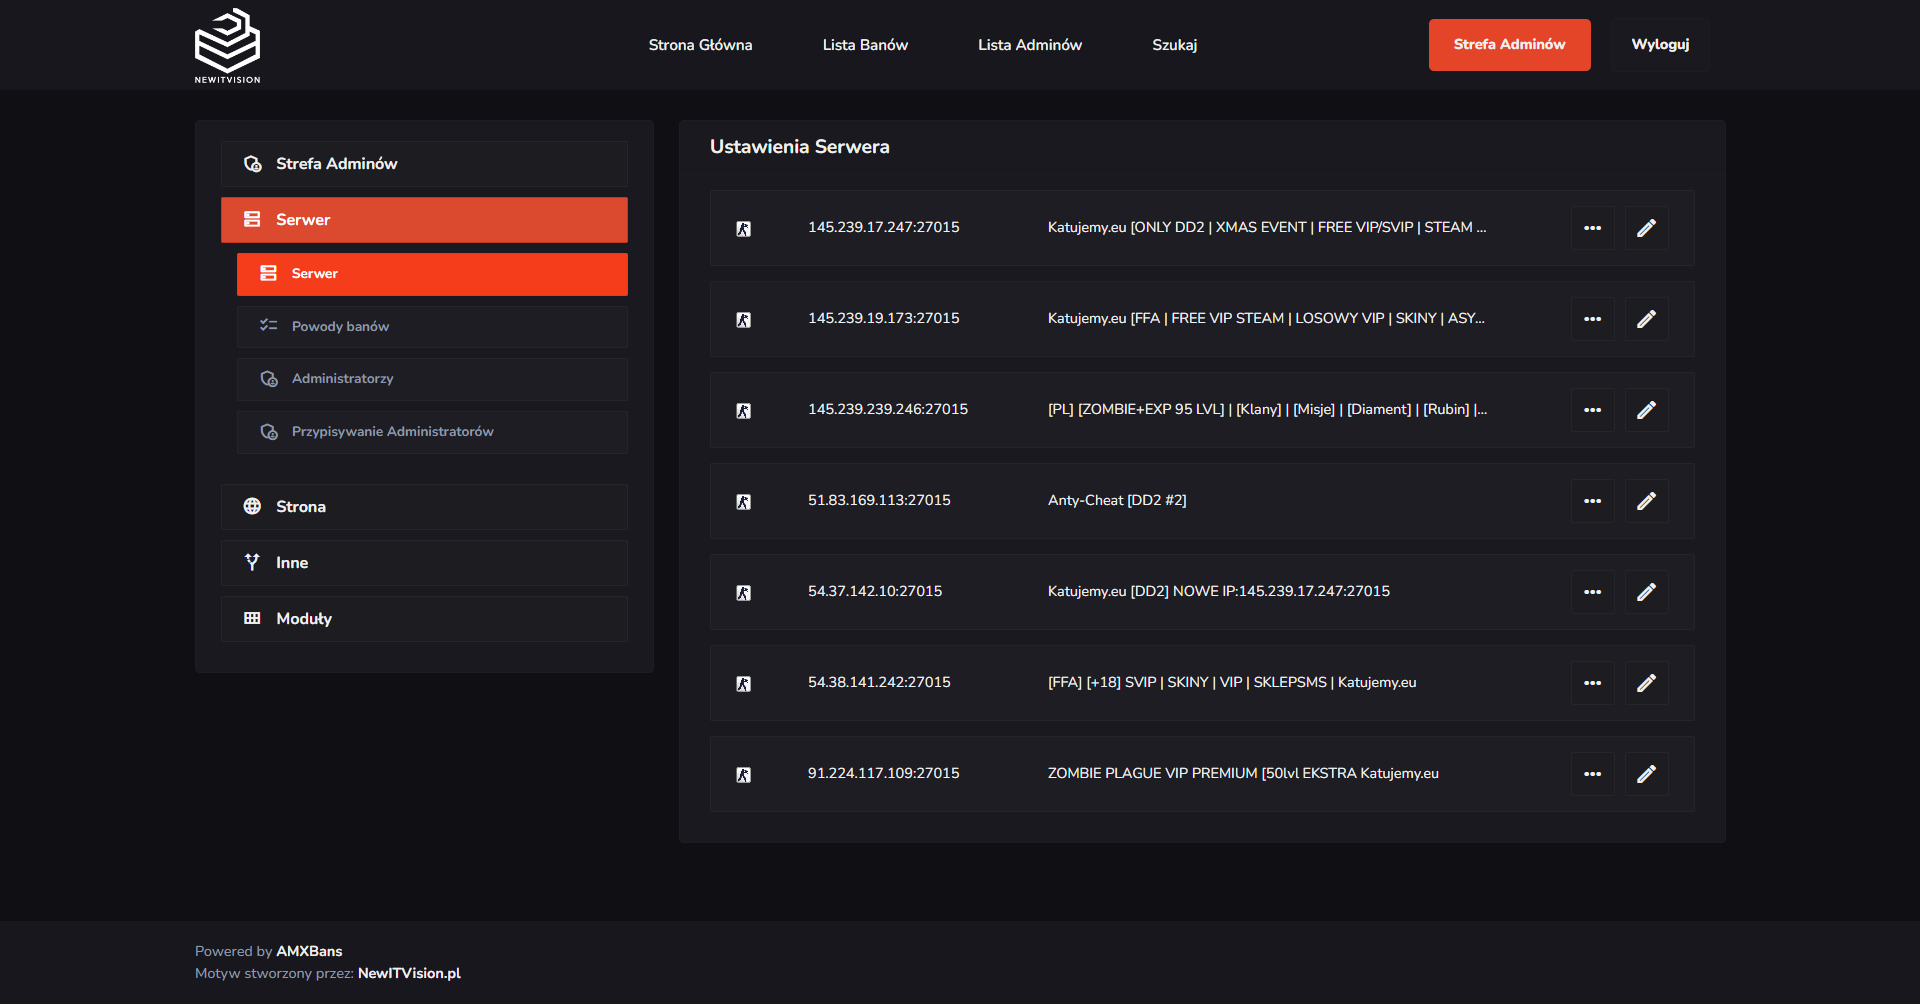 NEWITVISION
Strona Główna
Lista Banów
Lista Adminów
Szukaj
Strefa Adminów
Wyloguj
Strefa Adminów
Serwer
Serwer
Powody banów
Administratorzy
Przypisywanie Administratorów
Strona
Inne
Moduły
Ustawienia Serwera
145.239.17.247:27015 Katujemy.eu [ONLY DD2 | XMAS EVENT | FREE VIP/SVIP | STEAM ...
145.239.19.173:27015 Katujemy.eu [FFA | FREE VIP STEAM | LOSOWY VIP | SKINY | ASY...
145.239.239.246:27015 [PL] [ZOMBIE+EXP 95 LVL] | [Klany] | [Misje] | [Diament] | [Rubin] |...
51.83.169.113:27015 Anty-Cheat [DD2 #2]
54.37.142.10:27015 Katujemy.eu [DD2] NOWE IP:145.239.17.247:27015
54.38.141.242:27015 [FFA] [+18] SVIP | SKINY | VIP | SKLEPSMS | Katujemy.eu
91.224.117.109:27015 ZOMBIE PLAGUE VIP PREMIUM [50lvl EKSTRA Katujemy.eu
Powered by AMXBans
Motyw stworzony przez: NewITVision.pl